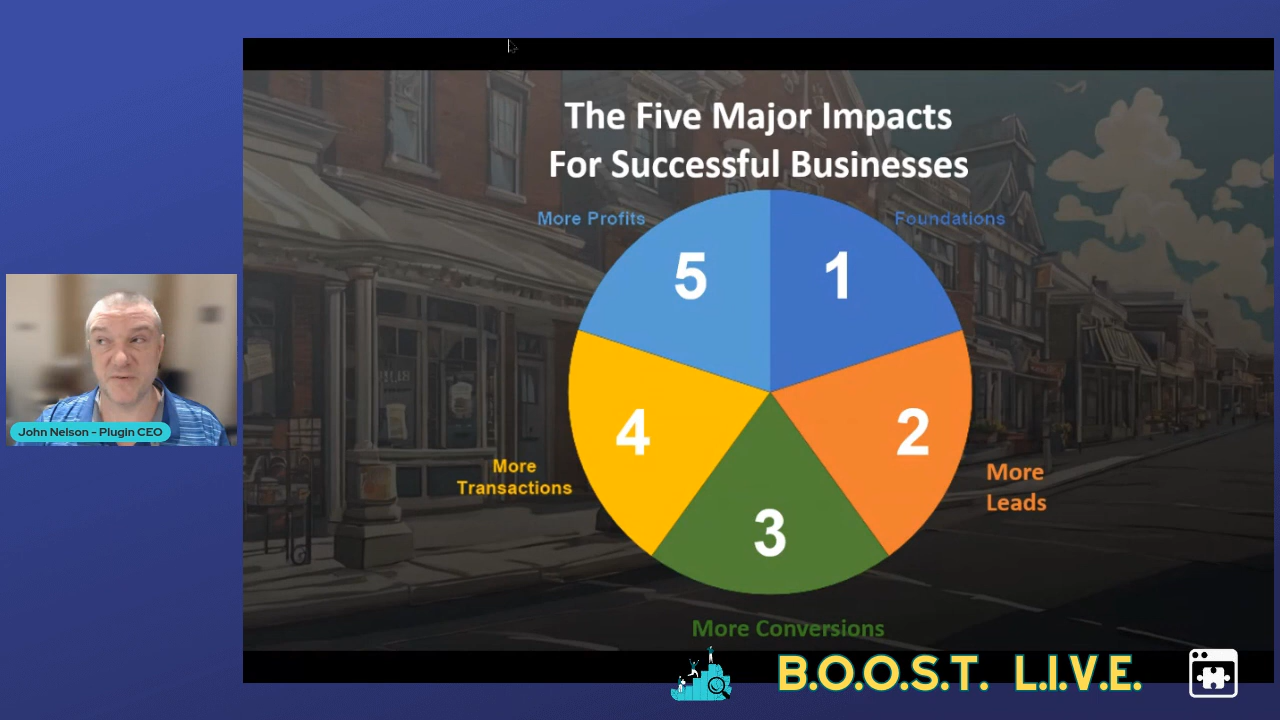 The Five Major Impacts
For Successful Businesses
More Profits
Foundations
5
1
4
2
More
Transactions
More
Leads
3
More Conversions
John Nelson - Plugin CEO
B.O.O.S.T. L.I.V.E.